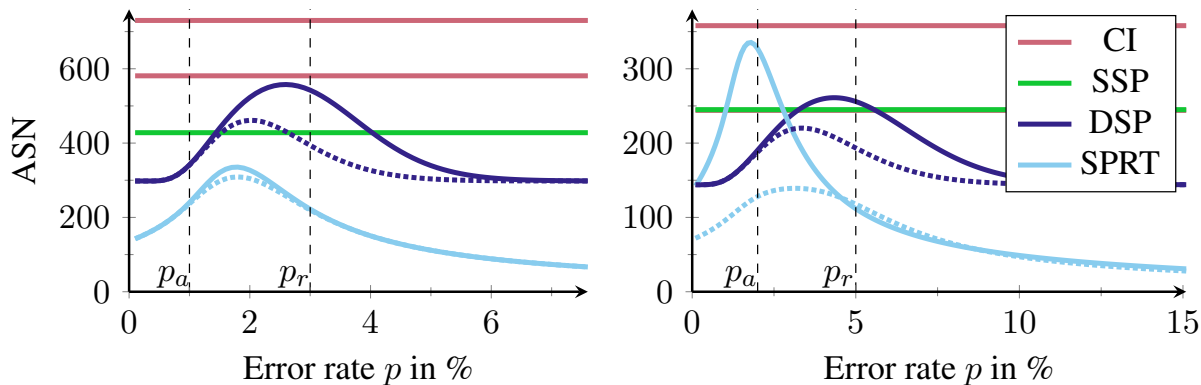 ASN
600
400
200
0
p_a
p_r
0 2 4 6
Error rate p in %
300
200
100
0
p_a
p_r
0 5 10 15
Error rate p in %
CI
SSP
DSP
SPRT